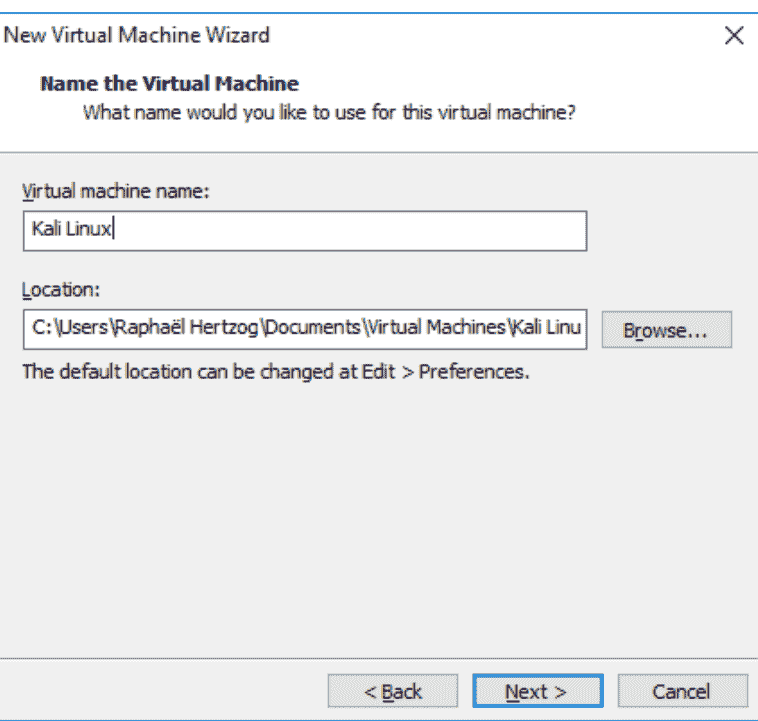 New Virtual Machine Wizard
Name the Virtual Machine
What name would you like to use for this virtual machine?
Virtual machine name:
Kali Linux
Location:
C:\Users\Raphaël Hertzog\Documents\Virtual Machines\Kali Linu
Browse...
The default location can be changed at Edit > Preferences.
< Back Next > Cancel